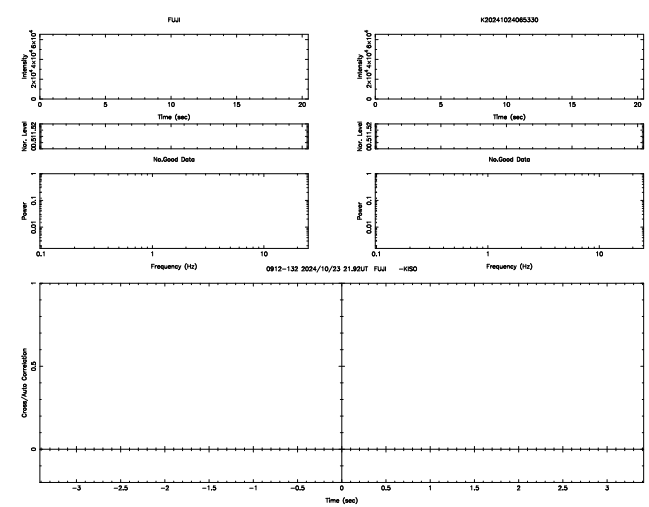 FUJI
K20241024065330
Intensity
0 2×10⁴ 4×10⁴ 6×10⁴
0 5 10 15 20
Time (sec)
Intensity
0 2×10⁴ 4×10⁴ 6×10⁴
0 5 10 15 20
Time (sec)
Nor. Level
00.511.52
Nor. Level
00.511.52
No.Good Data
No.Good Data
Power
0.01 0.1 1
0.1 1 10
Frequency (Hz)
Power
0.01 0.1 1
0.1 1 10
Frequency (Hz)
0912-132 2024/10/23 21.92UT FUJI -KISO
Cross/Auto Correlation
0 0.5 1
-3 -2.5 -2 -1.5 -1 -0.5 0 0.5 1 1.5 2 2.5 3
Time (sec)